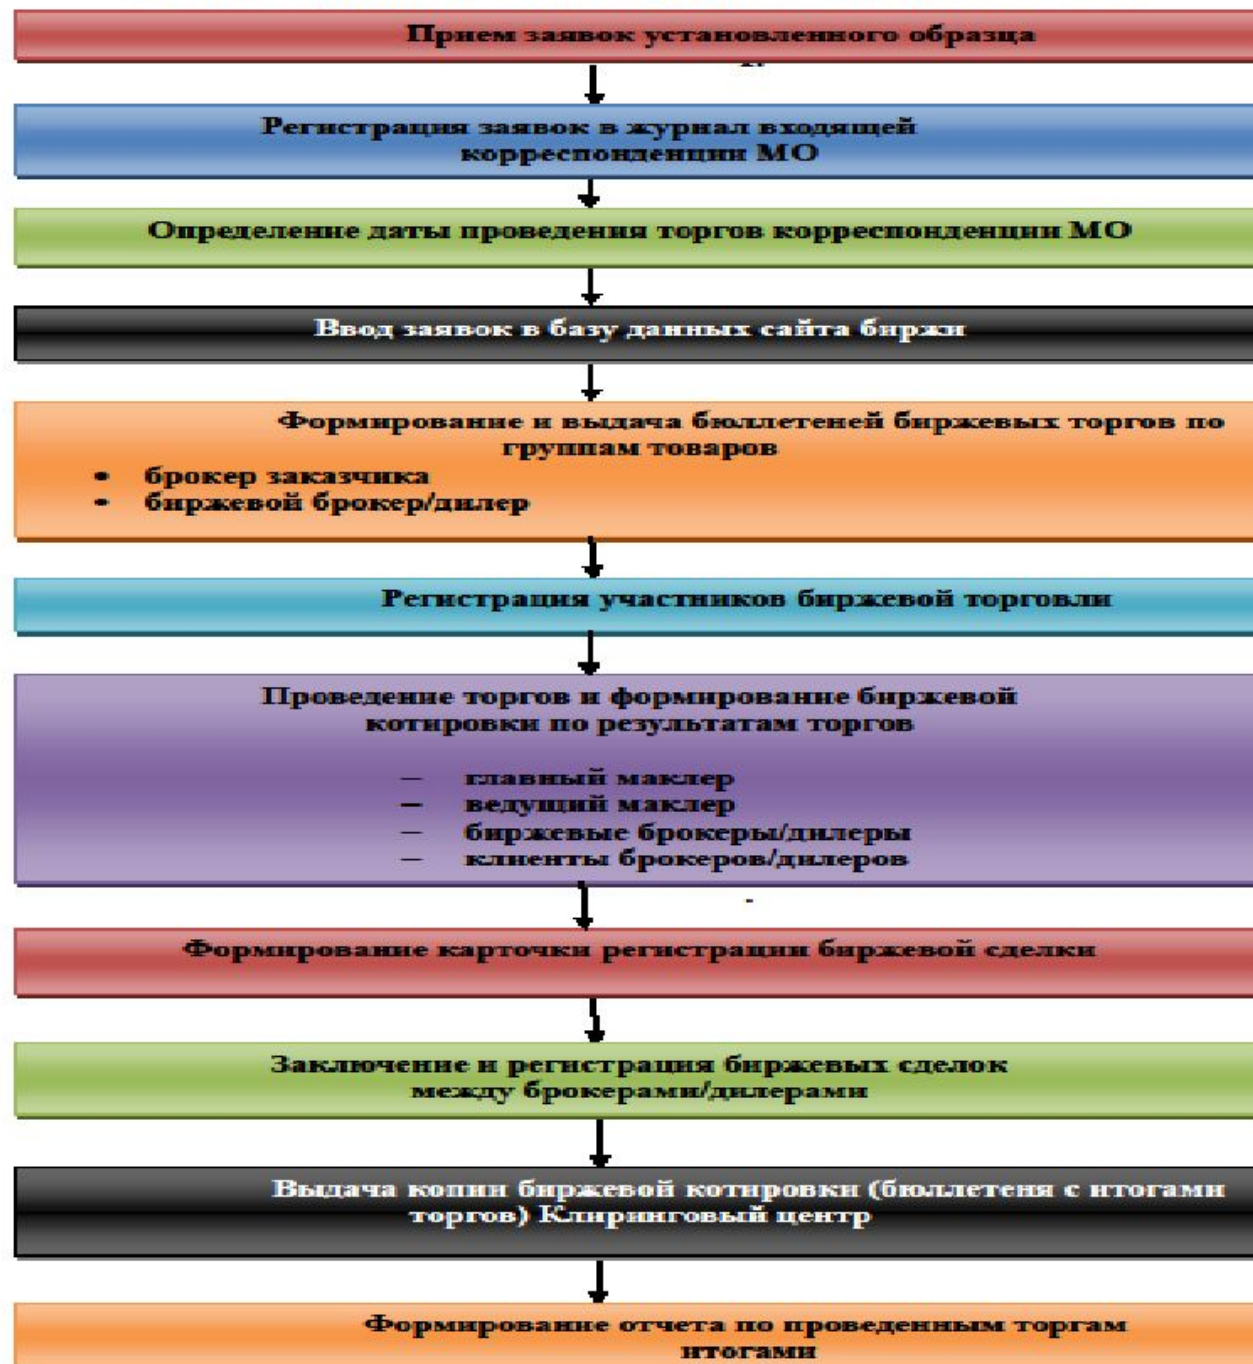 Прием заявок установленного образца
Регистрация заявок в журнал входящей
корреспонденции МО
Определение даты проведения торгов корреспонденции МО
Ввод заявок в базу данных сайта биржи
Формирование и выдача бюллетеней биржевых торгов по
группам товаров
• брокер заказчика
• биржевой брокер/дилер
Регистрация участников биржевой торговли
Проведение торгов и формирование биржевой
котировки по результатам торгов
– главный маклер
– ведущий маклер
– биржевые брокеры/дилеры
– клиенты брокеров/дилеров
Формирование карточки регистрации биржевой сделки
Заключение и регистрация биржевых сделок
между брокерами/дилерами
Выдача копии биржевой котировки (бюллетеня с итогами
торгов) Клиринговый центр
Формирование отчета по проведенным торгам
итогами